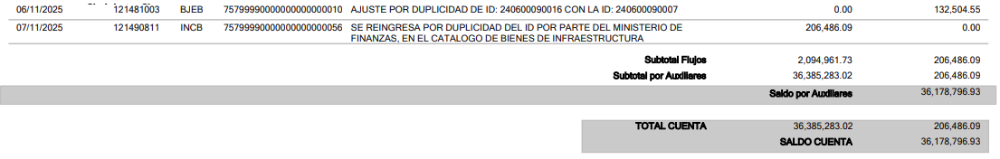 06/11/2025 121481003 BJEB 75799990000000000000010 AJUSTE POR DUPLICIDAD DE ID: 240600090016 CON LA ID: 240600090007 0.00 132,504.55
07/11/2025 121490811 INCB 75799990000000000000056 SE REINGRESA POR DUPLICIDAD DEL ID POR PARTE DEL MINISTERIO DE 206,486.09 0.00
FINANZAS, EN EL CATALOGO DE BIENES DE INFRAESTRUCTURA
Subtotal Flujos 2,094,961.73 206,486.09
Subtotal por Auxiliares 36,385,283.02 206,486.09
Saldo por Auxiliares 36,178,796.93
TOTAL CUENTA 36,385,283.02 206,486.09
SALDO CUENTA 36,178,796.93